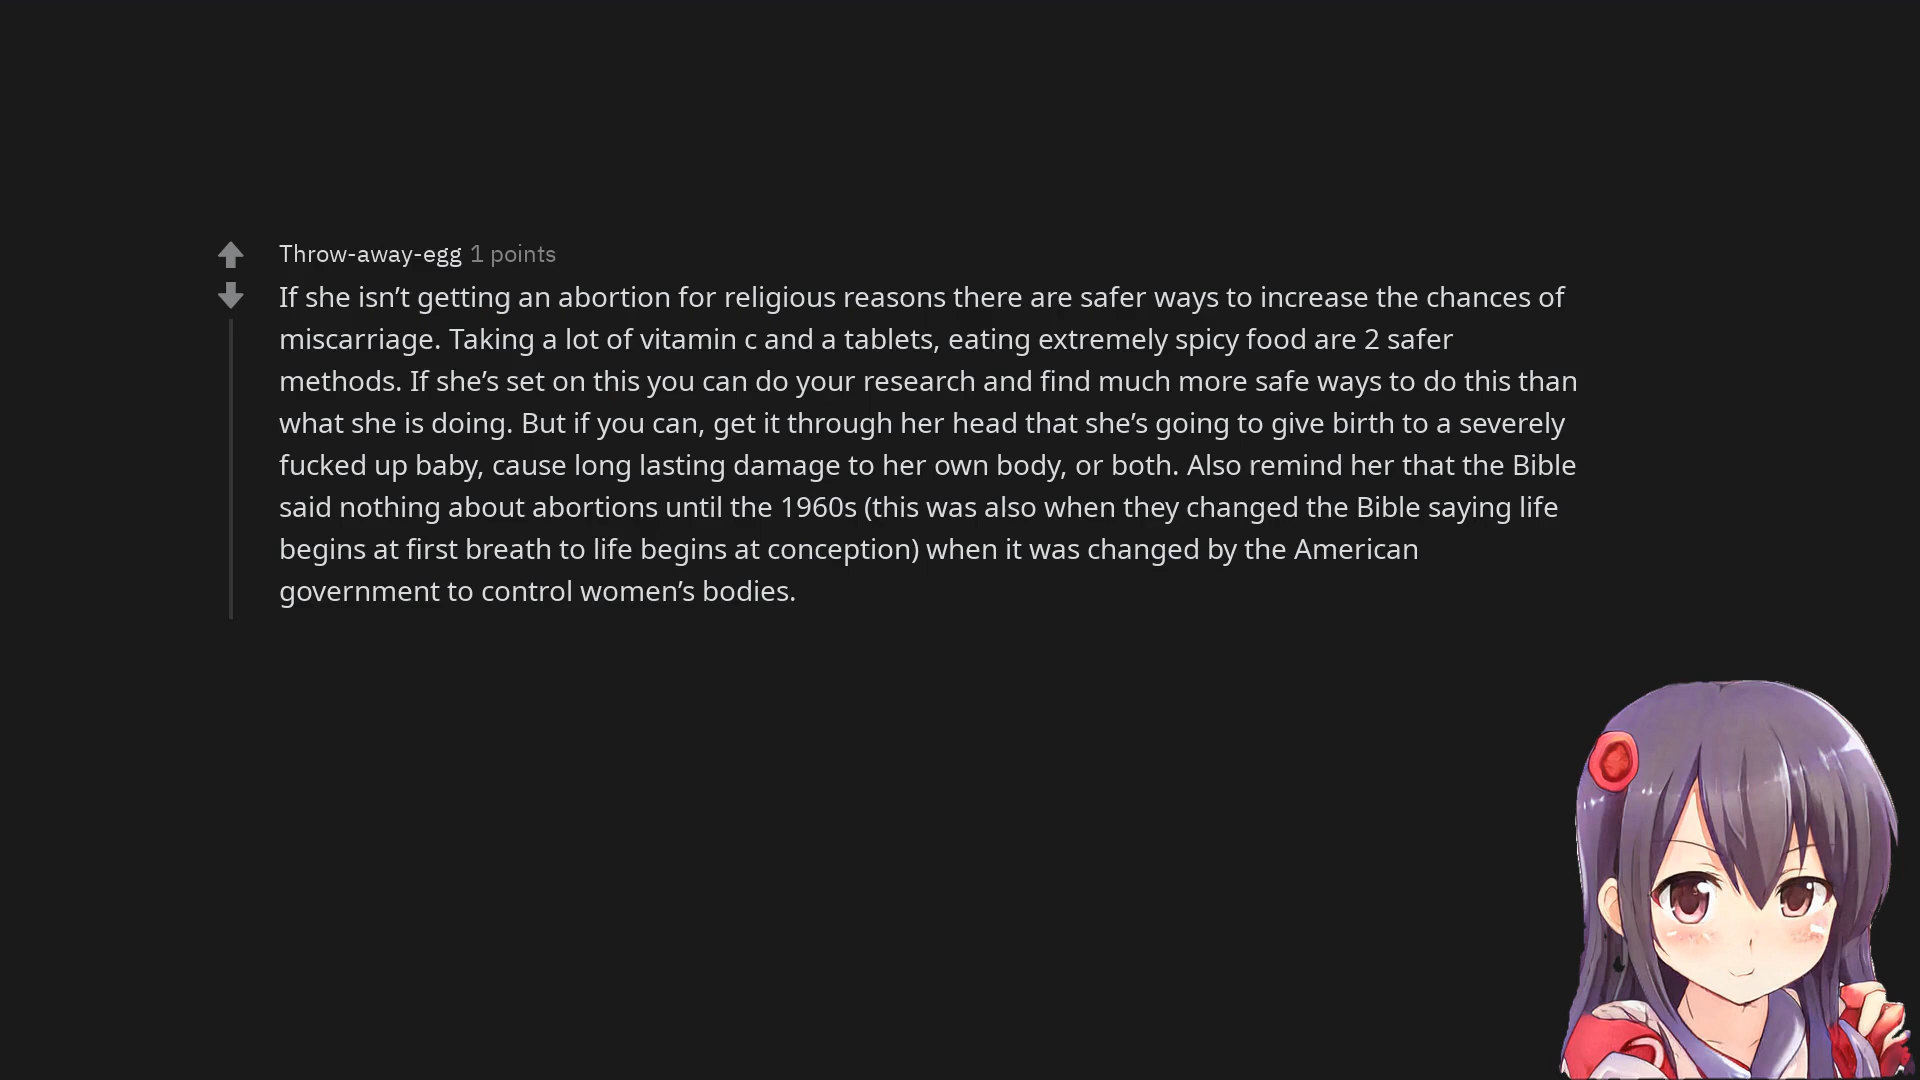 Throw-away-egg 1 points
If she isn’t getting an abortion for religious reasons there are safer ways to increase the chances of
miscarriage. Taking a lot of vitamin c and a tablets, eating extremely spicy food are 2 safer
methods. If she’s set on this you can do your research and find much more safe ways to do this than
what she is doing. But if you can, get it through her head that she’s going to give birth to a severely
fucked up baby, cause long lasting damage to her own body, or both. Also remind her that the Bible
said nothing about abortions until the 1960s (this was also when they changed the Bible saying life
begins at first breath to life begins at conception) when it was changed by the American
government to control women’s bodies.